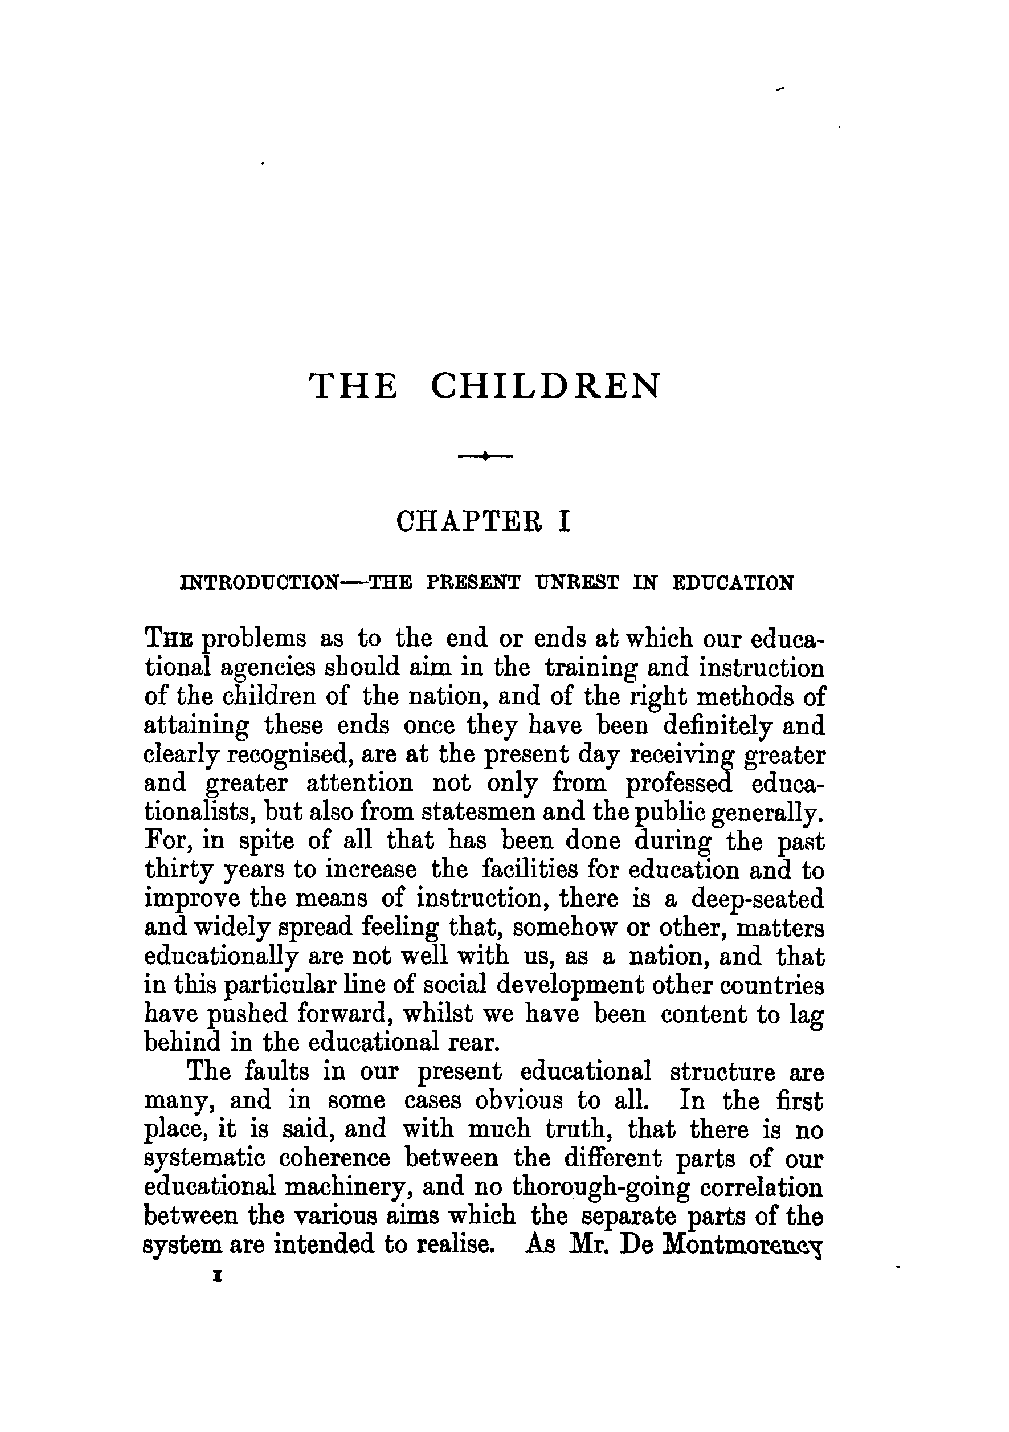 THE CHILDREN
CHAPTER I
INTRODUCTION—THE PRESENT UNREST IN EDUCATION
THE problems as to the end or ends at which our educa-
tional agencies should aim in the training and instruction
of the children of the nation, and of the right methods of
attaining these ends once they have been definitely and
clearly recognised, are at the present day receiving greater
and greater attention not only from professed educa-
tionalists, but also from statesmen and the public generally.
For, in spite of all that has been done during the past
thirty years to increase the facilities for education and to
improve the means of instruction, there is a deep-seated
and widely spread feeling that, somehow or other, matters
educationally are not well with us, as a nation, and that
in this particular line of social development other countries
have pushed forward, whilst we have been content to lag
behind in the educational rear.
The faults in our present educational structure are
many, and in some cases obvious to all. In the first
place, it is said, and with much truth, that there is no
systematic coherence between the different parts of our
educational machinery, and no thorough-going correlation
between the various aims which the separate parts of the
system are intended to realise. As Mr. De Montmorency
I